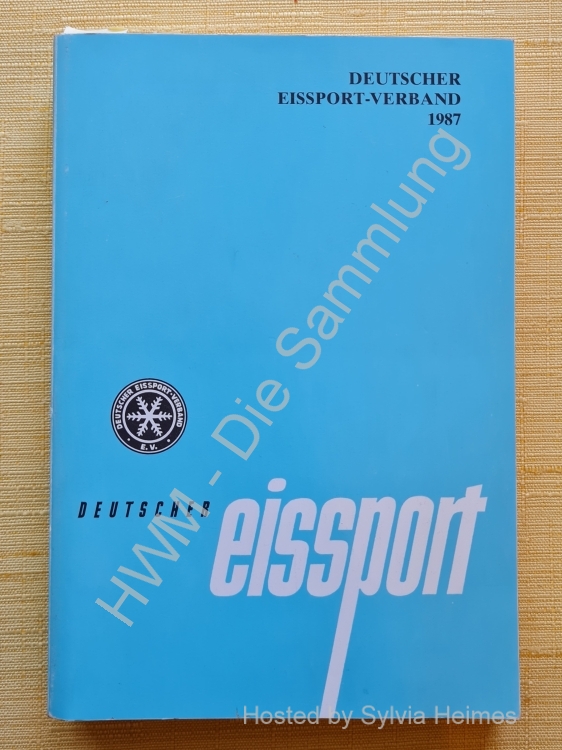 DEUTSCHER
EISSPORT-VERBAND
1987
HWM - Die Sammlung
DEUTSCHER EISSPORT-VERBAND
E.V.
DEUTSCHER
eissport
Hosted by Sylvia Heimes